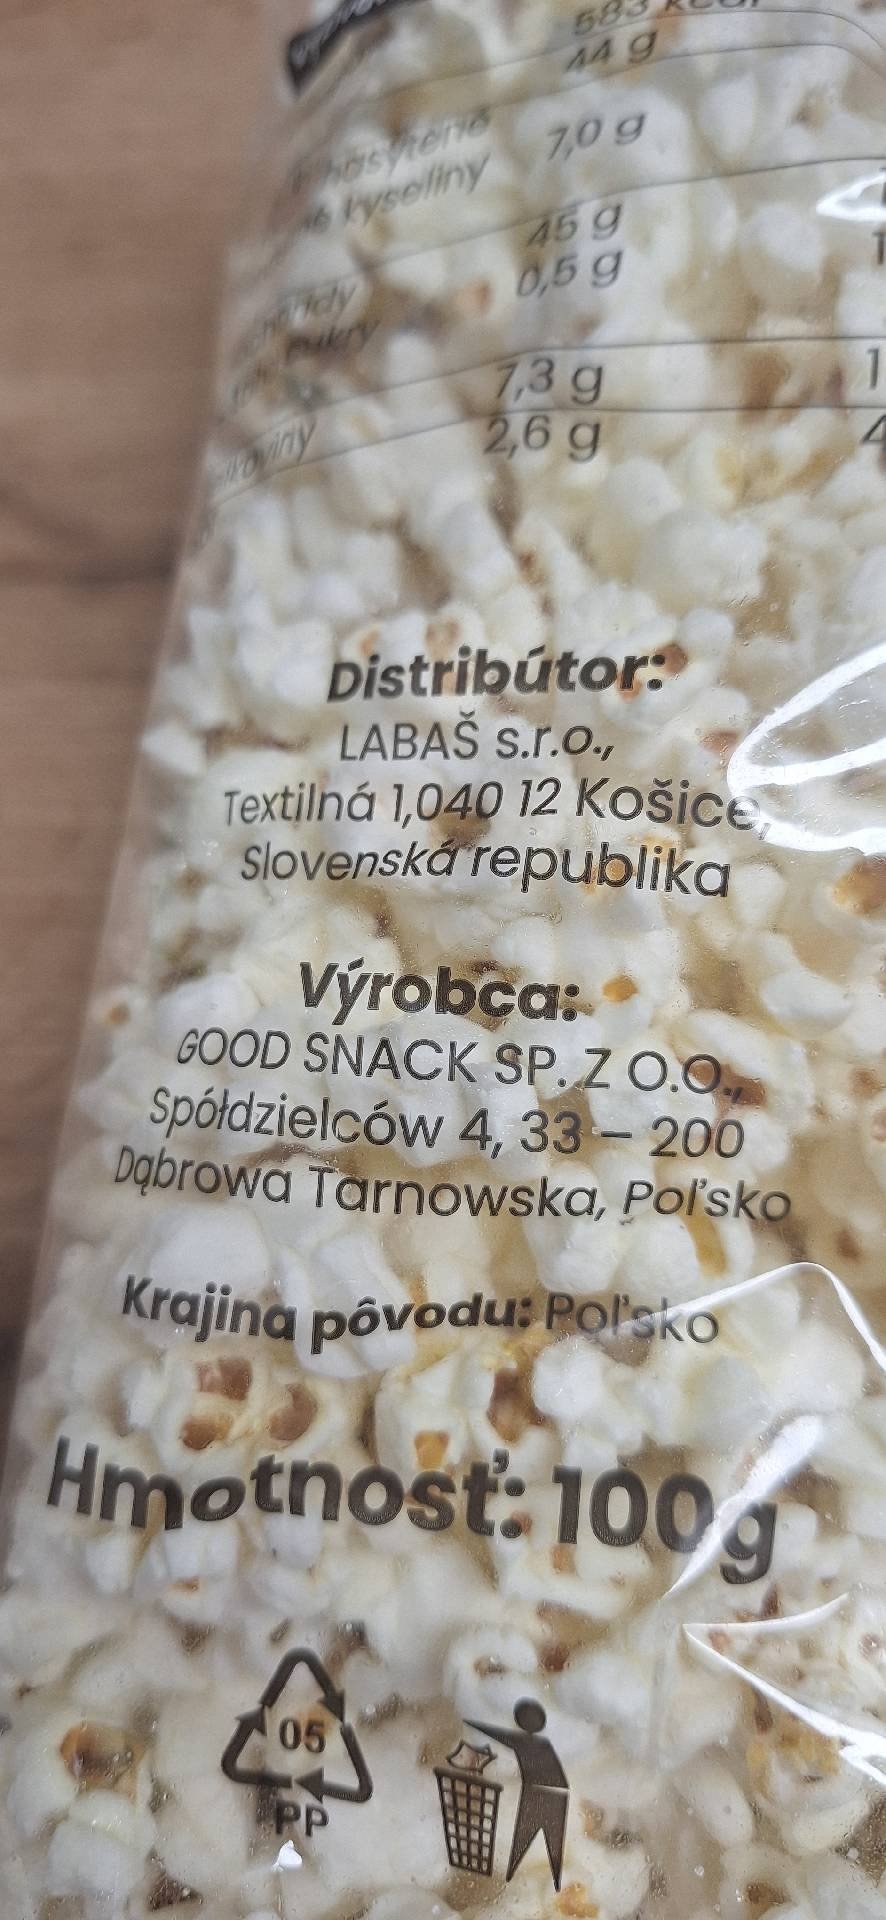 583
44 g
nasýtené
kyseliny 7,0 g
45 g
cukry 0,5 g
7,3 g
2,6 g
Distribútor:
LABAŠ s.r.o.,
Textilná 1,040 12 Košice,
Slovenská republika
Výrobca:
GOOD SNACK SP. Z O.O.,
Spółdzielców 4, 33 – 200
Dąbrowa Tarnowska, Poľsko
Krajina pôvodu: Poľsko
Hmotnosť: 100g
05
PP